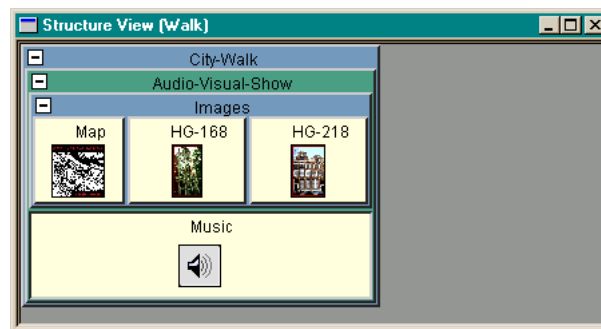 Structure View (Walk)
City-Walk
Audio-Visual-Show
Images
Map HG-168 HG-218
Music